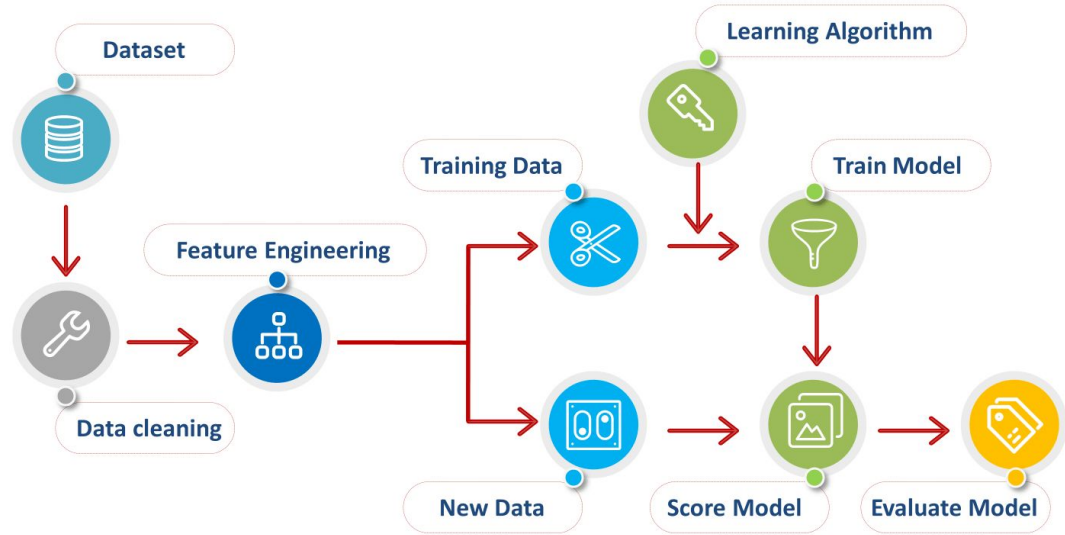 Dataset
Learning Algorithm
Training Data
Train Model
Feature Engineering
Data cleaning
New Data
Score Model
Evaluate Model